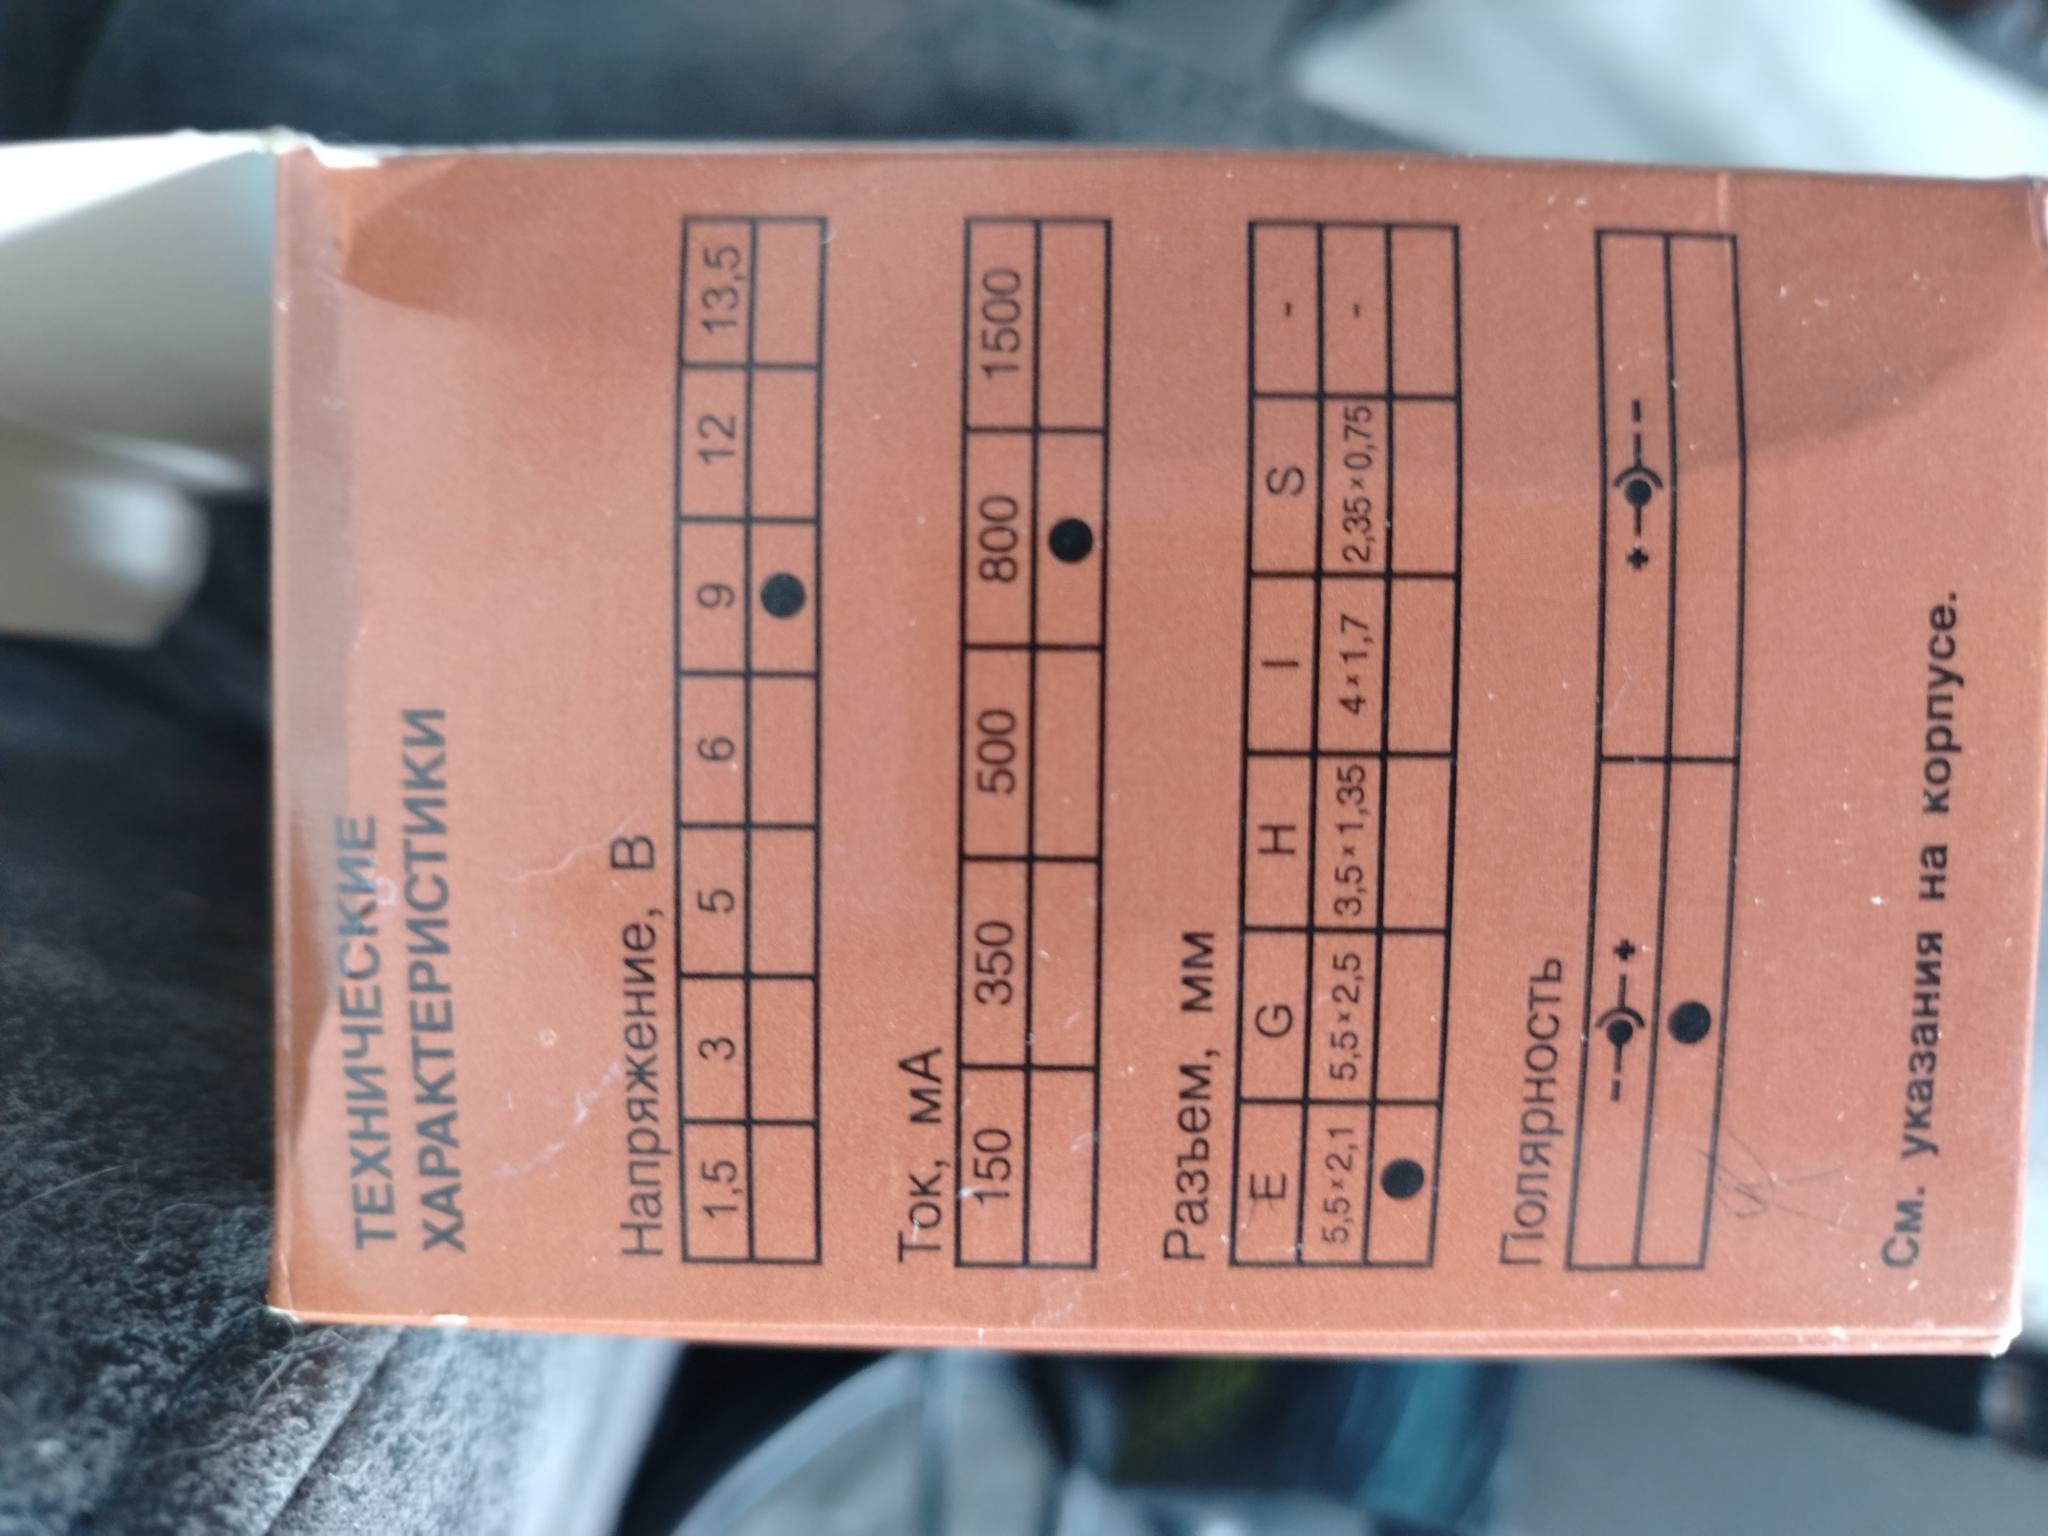 ТЕХНИЧЕСКИЕ
ХАРАКТЕРИСТИКИ
Напряжение, В
1,5 3 5 6 9 12 13,5
Ток, мА
150 350 500 800 1500
Разъем, мм
E G H I S -
5,5×2,1 5,5×2,5 3,5×1,35 4×1,7 2,35×0,75 -
Полярность
- + + -
См. указания на корпусе.